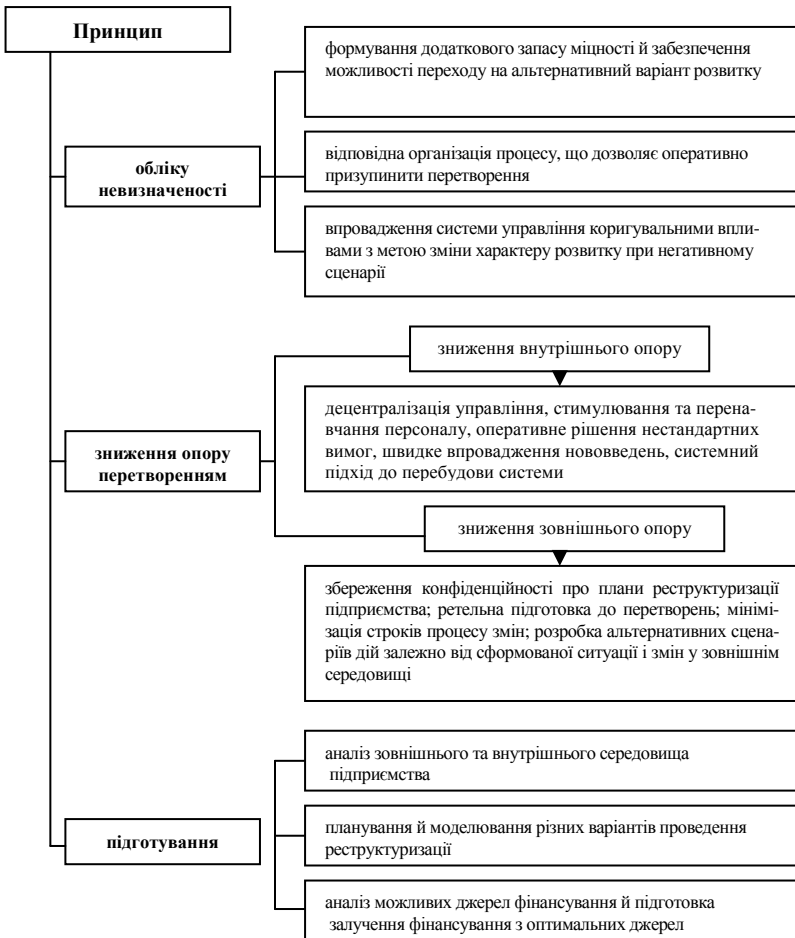 Принцип
формування додаткового запасу міцності й забезпечення
можливості переходу на альтернативний варіант розвитку
обліку
невизначеності
відповідна організація процесу, що дозволяє оперативно
призупинити перетворення
впровадження системи управління коригувальними впли-
вами з метою зміни характеру розвитку при негативному
сценарії
зниження опору
перетворенням
зниження внутрішнього опору
децентралізація управління, стимулювання та перена-
вчання персоналу, оперативне рішення нестандартних
вимог, швидке впровадження нововведень, системний
підхід до перебудови системи
зниження зовнішнього опору
збереження конфіденційності про плани реструктуризації
підприємства; ретельна підготовка до перетворень; мінімі-
зація строків процесу змін; розробка альтернативних сцена-
ріїв дій залежно від сформованої ситуації і змін у зовнішнім
середовищі
підготування
аналіз зовнішнього та внутрішнього середовища
підприємства
планування й моделювання різних варіантів проведення
реструктуризації
аналіз можливих джерел фінансування й підготовка
залучення фінансування з оптимальних джерел